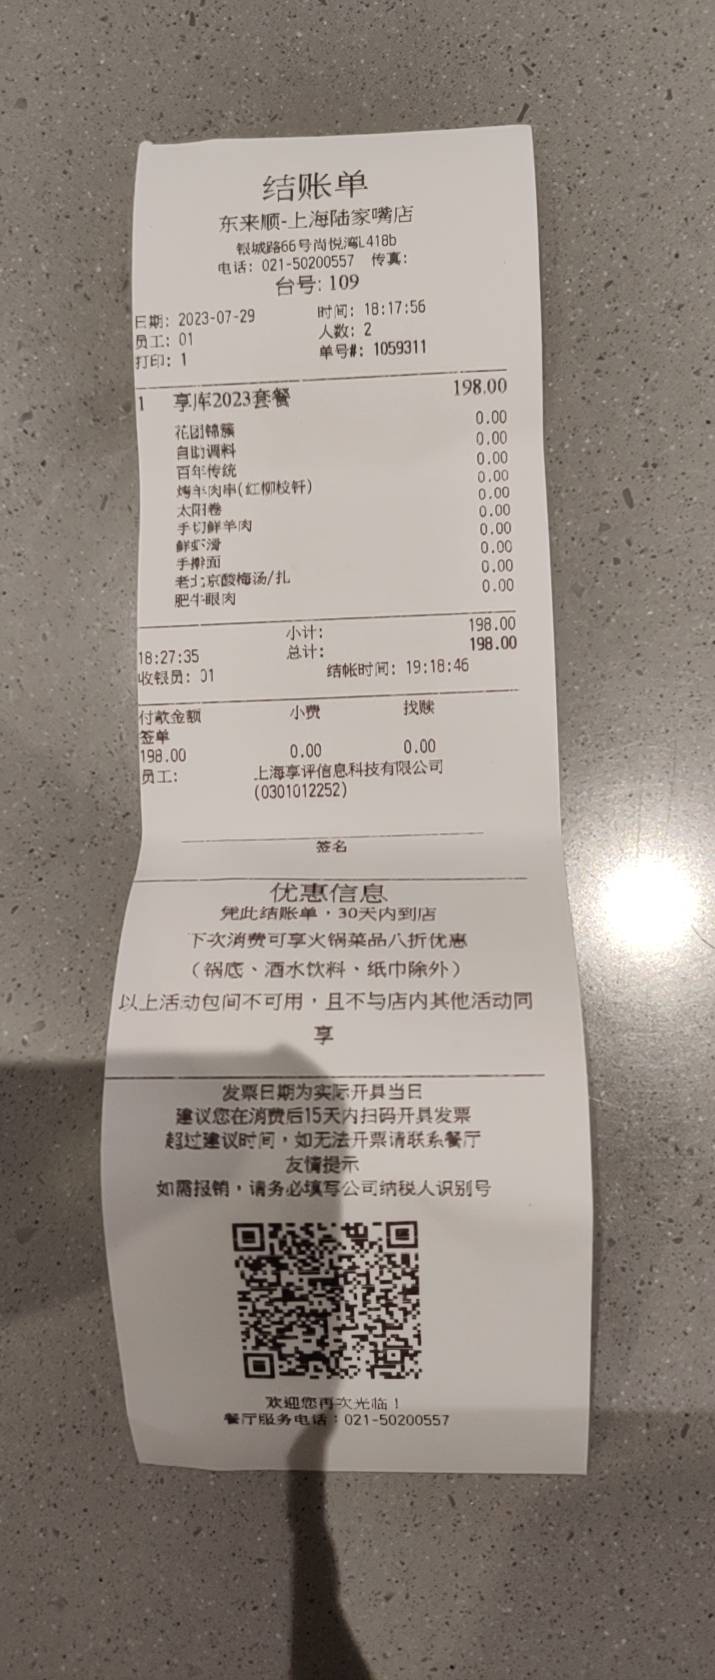 结账单
东来顺-上海陆家嘴店
银城路66号尚悦湾L418b
电话: 021-50200557 传真:
台号: 109
日期: 2023-07-29 时间: 18:17:56
员工: 01 人数: 2
打印: 1 单号#: 1059311
1 享库2023套餐 198.00
花团锦簇 0.00
自助调料 0.00
百年传统 0.00
烤羊肉串(红柳枝钎) 0.00
太阳卷 0.00
手切鲜羊肉 0.00
鲜虾滑 0.00
手擀面 0.00
老北京酸梅汤/扎 0.00
肥牛眼肉 0.00
小计: 198.00
总计: 198.00
18:27:35
收银员: 01 结帐时间: 19:18:46
付款金额 小费 找赎
签单
198.00 0.00 0.00
员工: 上海享评信息科技有限公司
(0301012252)
签名
优惠信息
凭此结账单，30天内到店
下次消费可享火锅菜品八折优惠
（锅底、酒水饮料、纸巾除外）
以上活动包间不可用，且不与店内其他活动同
享
发票日期为实际开具当日
建议您在消费后15天内扫码开具发票
超过建议时间，如无法开票请联系餐厅
友情提示
如需报销，请务必填写公司纳税人识别号
欢迎您再次光临！
餐厅服务电话：021-50200557